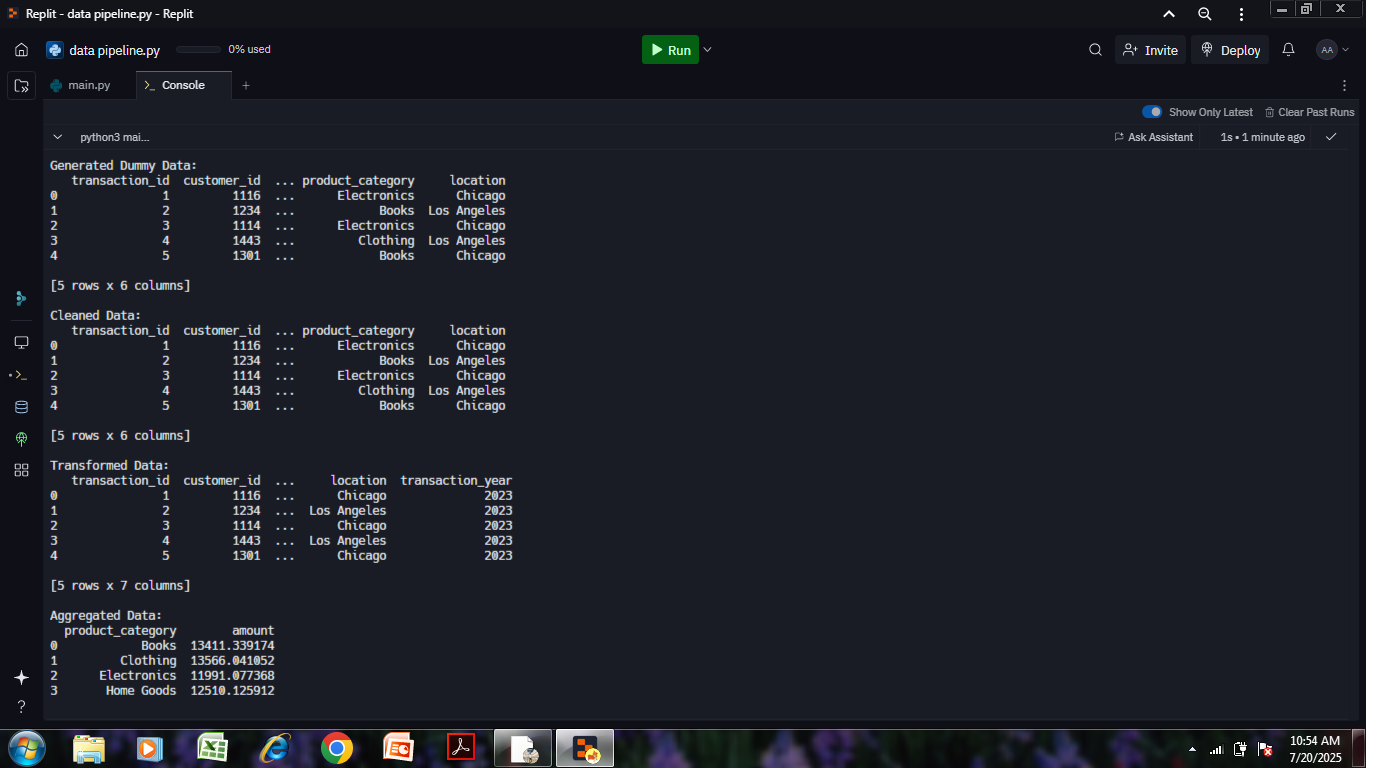 Replit - data pipeline.py - Replit
data pipeline.py 0% used Run Invite Deploy AA
main.py Console
Show Only Latest Clear Past Runs
python3 mai... Ask Assistant 1s • 1 minute ago
Generated Dummy Data:
transaction_id customer_id ... product_category location
0 1 1116 ... Electronics Chicago
1 2 1234 ... Books Los Angeles
2 3 1114 ... Electronics Chicago
3 4 1443 ... Clothing Los Angeles
4 5 1301 ... Books Chicago
[5 rows x 6 columns]
Cleaned Data:
transaction_id customer_id ... product_category location
0 1 1116 ... Electronics Chicago
1 2 1234 ... Books Los Angeles
2 3 1114 ... Electronics Chicago
3 4 1443 ... Clothing Los Angeles
4 5 1301 ... Books Chicago
[5 rows x 6 columns]
Transformed Data:
transaction_id customer_id ... location transaction_year
0 1 1116 ... Chicago 2023
1 2 1234 ... Los Angeles 2023
2 3 1114 ... Chicago 2023
3 4 1443 ... Los Angeles 2023
4 5 1301 ... Chicago 2023
[5 rows x 7 columns]
Aggregated Data:
product_category amount
0 Books 13411.339174
1 Clothing 13566.041052
2 Electronics 11991.077368
3 Home Goods 12510.125912
10:54 AM
7/20/2025